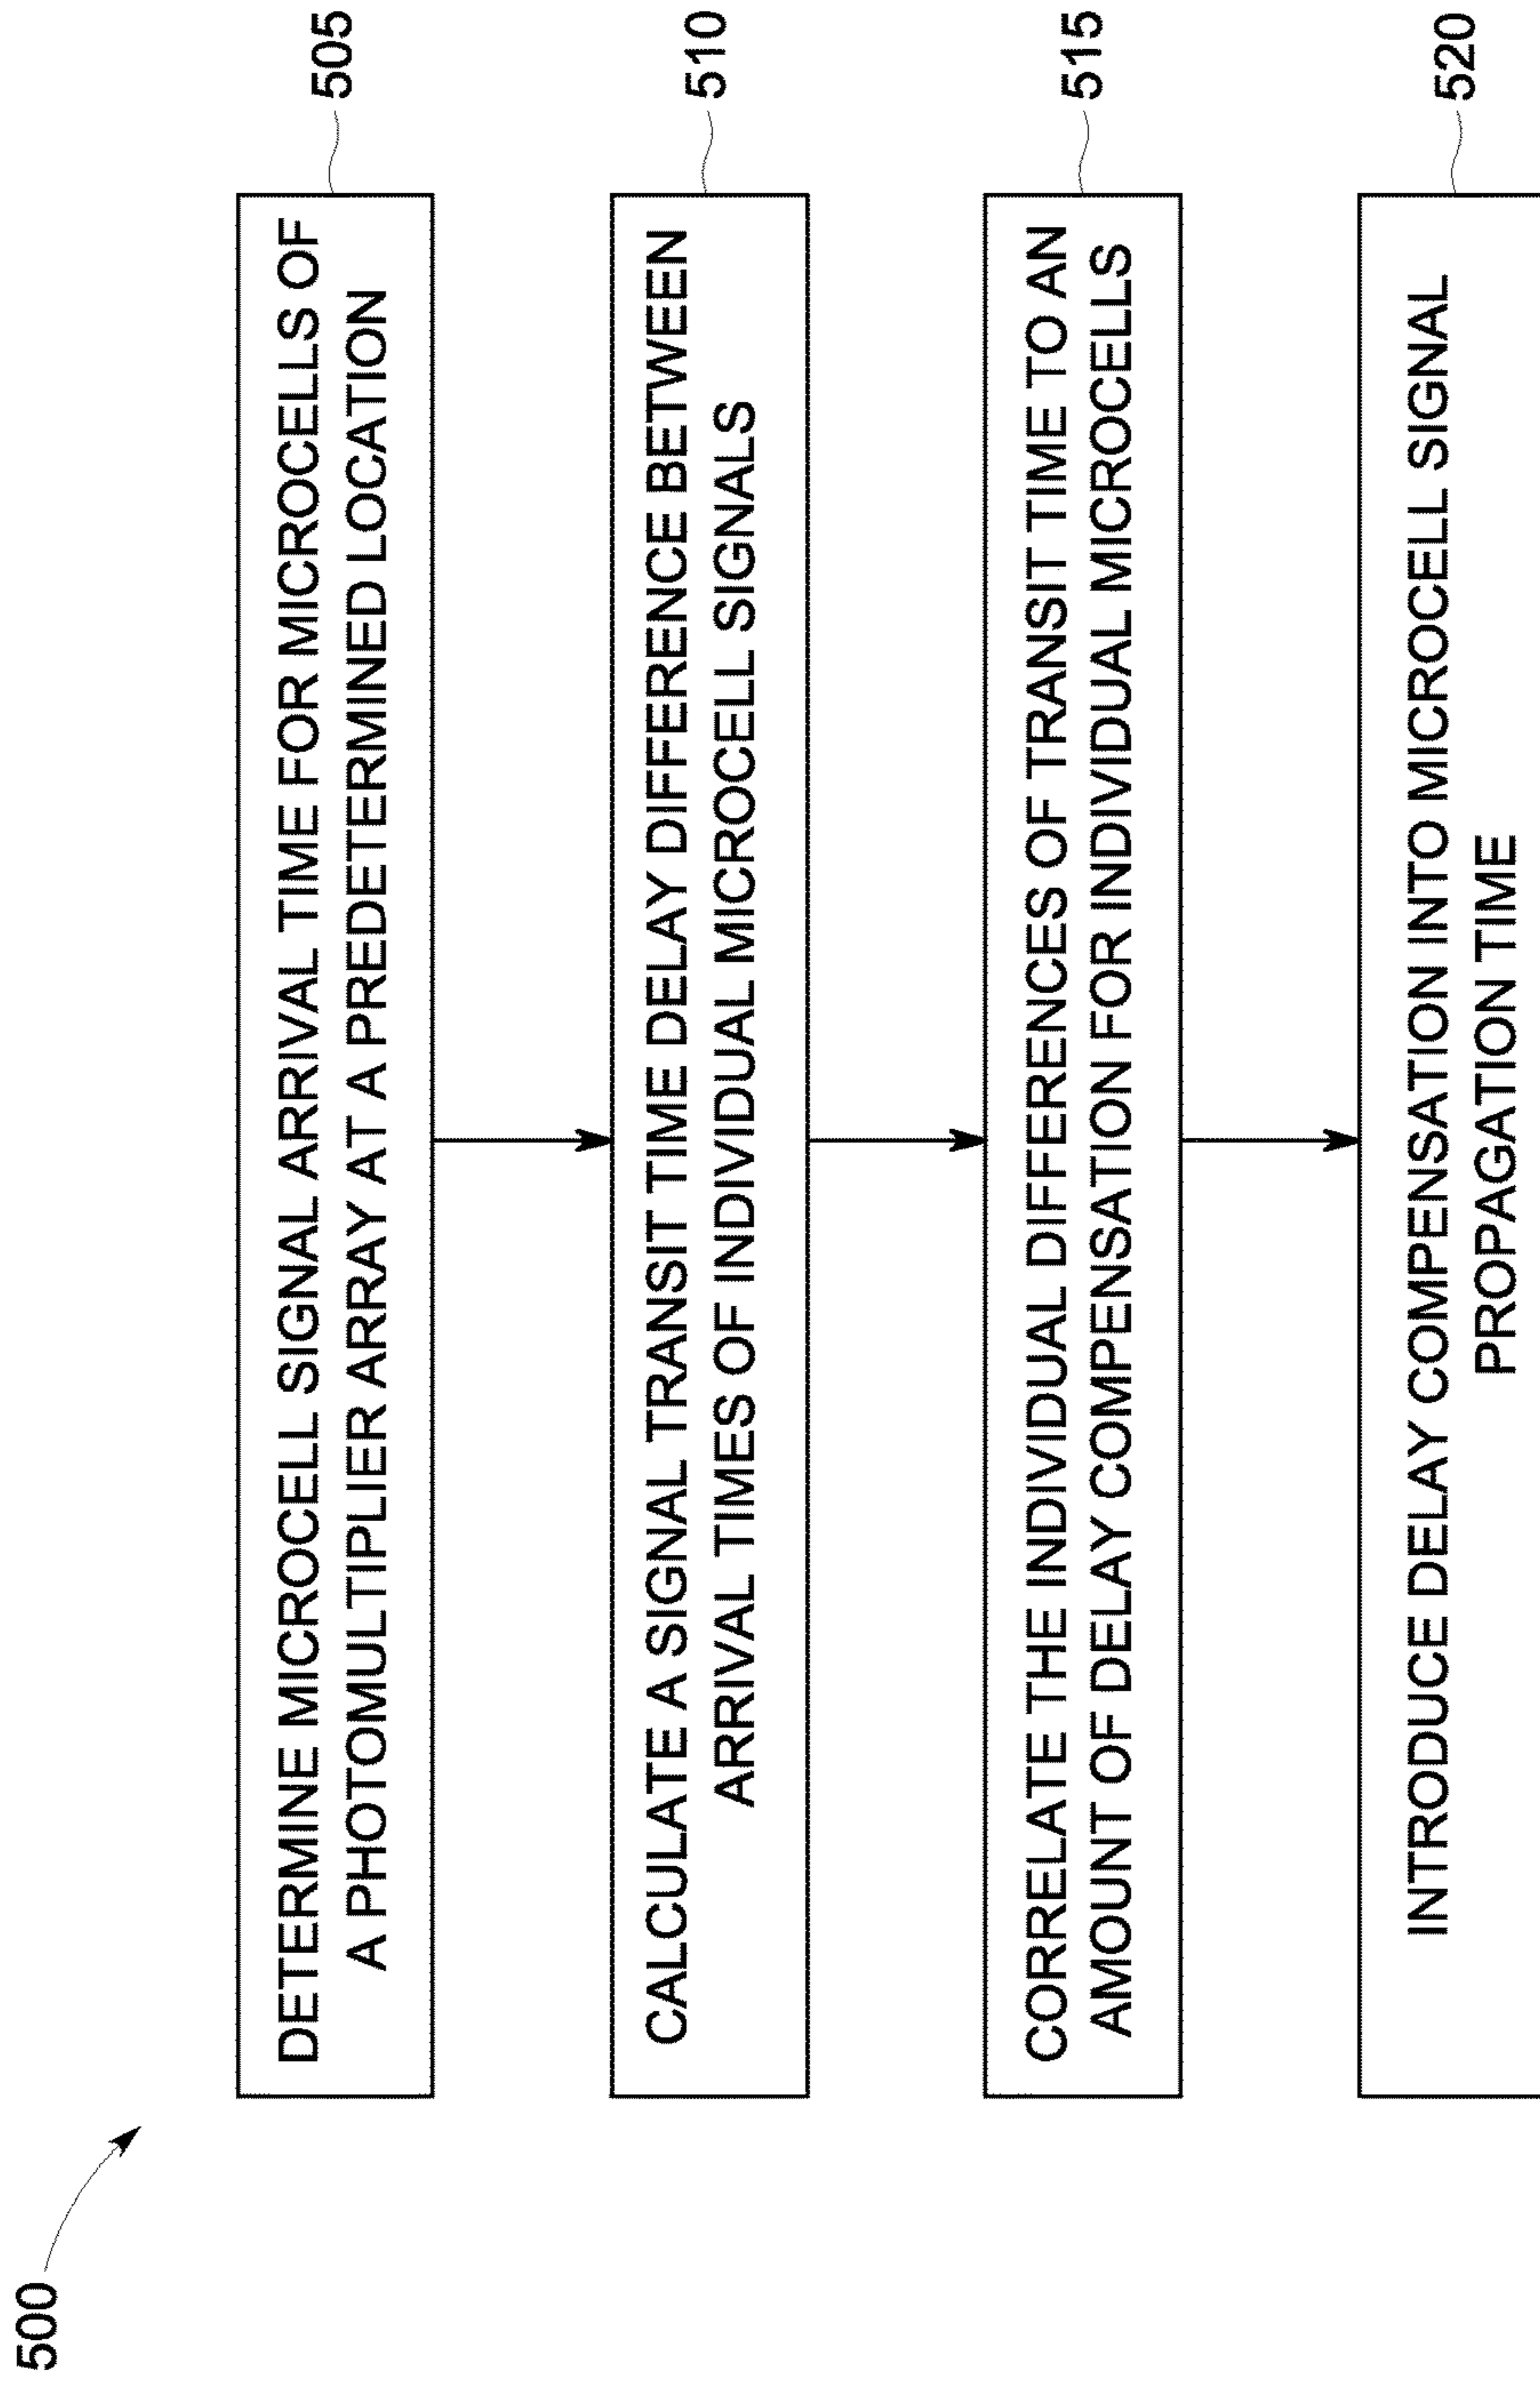 500
DETERMINE MICROCELL SIGNAL ARRIVAL TIME FOR MICROCELLS OF
A PHOTOMULTIPLIER ARRAY AT A PREDETERMINED LOCATION
505
CALCULATE A SIGNAL TRANSIT TIME DELAY DIFFERENCE BETWEEN
ARRIVAL TIMES OF INDIVIDUAL MICROCELL SIGNALS
510
CORRELATE THE INDIVIDUAL DIFFERENCES OF TRANSIT TIME TO AN
AMOUNT OF DELAY COMPENSATION FOR INDIVIDUAL MICROCELLS
515
INTRODUCE DELAY COMPENSATION INTO MICROCELL SIGNAL
PROPAGATION TIME
520